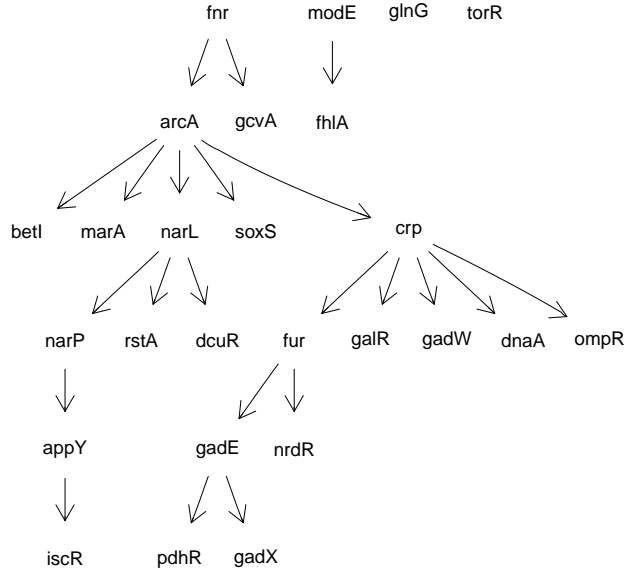 fnr modE glnG torR
arcA gcvA fhlA
betI marA narL soxS crp
narP rstA dcuR fur galR gadW dnaA ompR
appY gadE nrdR
iscR pdhR gadX